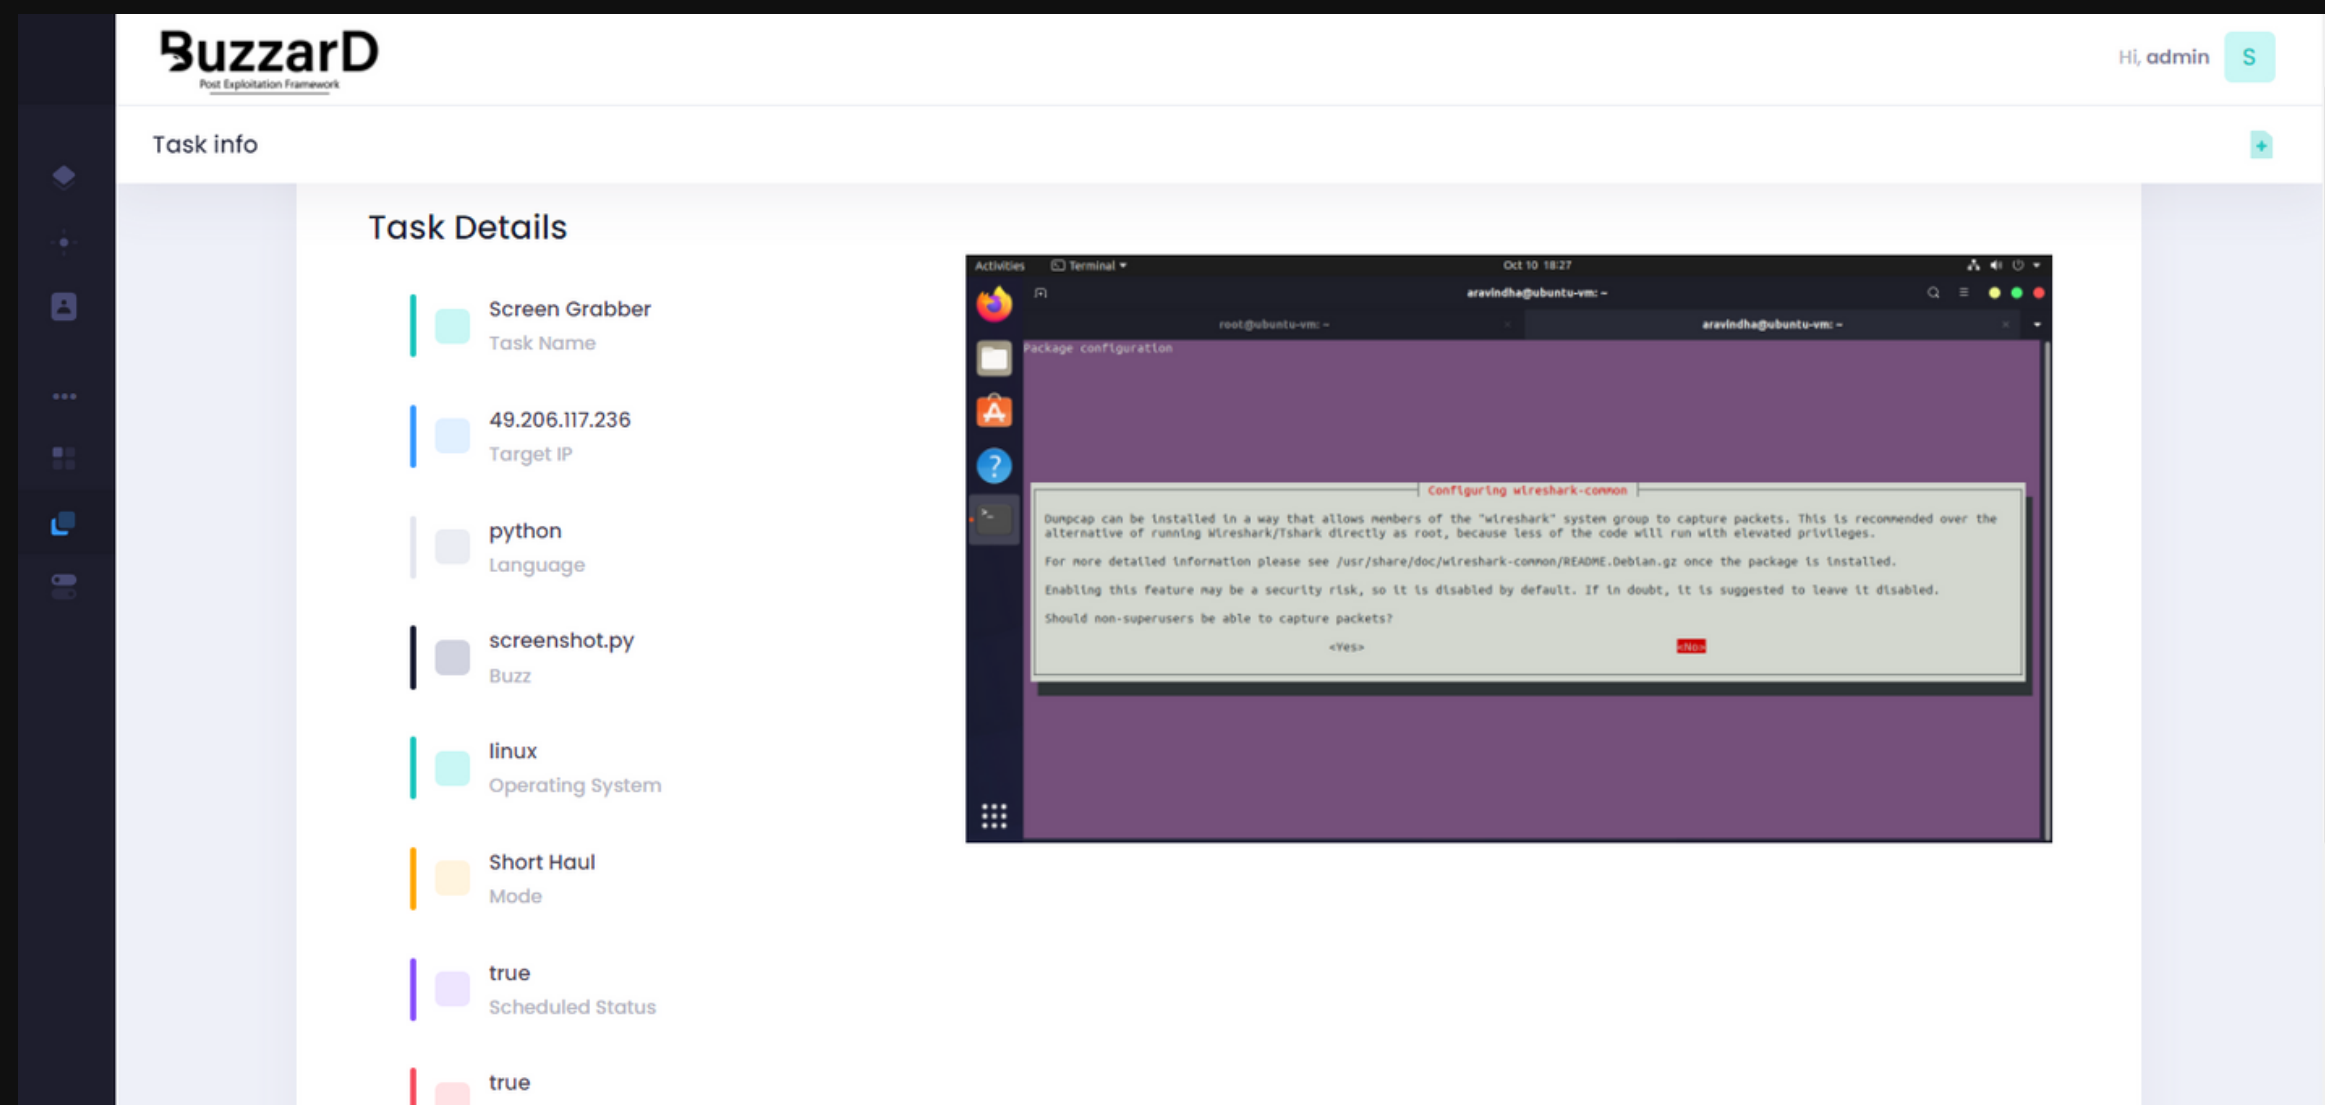 BuzzarD
Post Exploitation Framework
Hi, admin
S
Task info
Task Details
Screen Grabber
Task Name
49.206.117.236
Target IP
python
Language
screenshot.py
Buzz
linux
Operating System
Short Haul
Mode
true
Scheduled Status
true
Activities
Terminal
Oct 10 18:27
aravindha@ubuntu-vm: ~
root@ubuntu-vm: ~
aravindha@ubuntu-vm: ~
Package configuration
Configuring wireshark-common
Dumpcap can be installed in a way that allows members of the "wireshark" system group to capture packets. This is recommended over the
alternative of running Wireshark/Tshark directly as root, because less of the code will run with elevated privileges.
For more detailed information please see /usr/share/doc/wireshark-common/README.Debian.gz once the package is installed.
Enabling this feature may be a security risk, so it is disabled by default. If in doubt, it is suggested to leave it disabled.
Should non-superusers be able to capture packets?
<Yes>
<No>